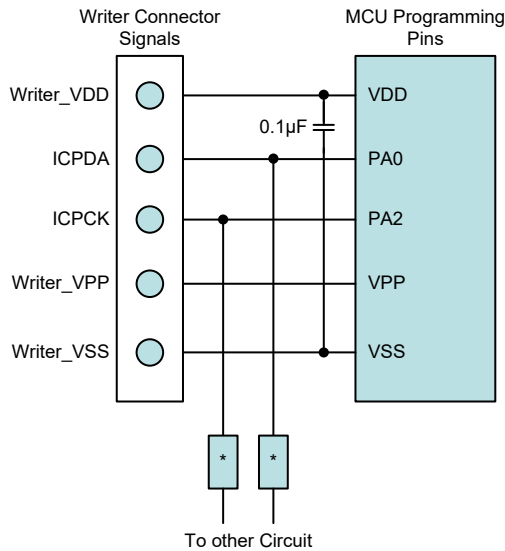 Writer Connector
Signals
MCU Programming
Pins
Writer_VDD
VDD
0.1µF
ICPDA
PA0
ICPCK
PA2
Writer_VPP
VPP
Writer_VSS
VSS
* *
To other Circuit